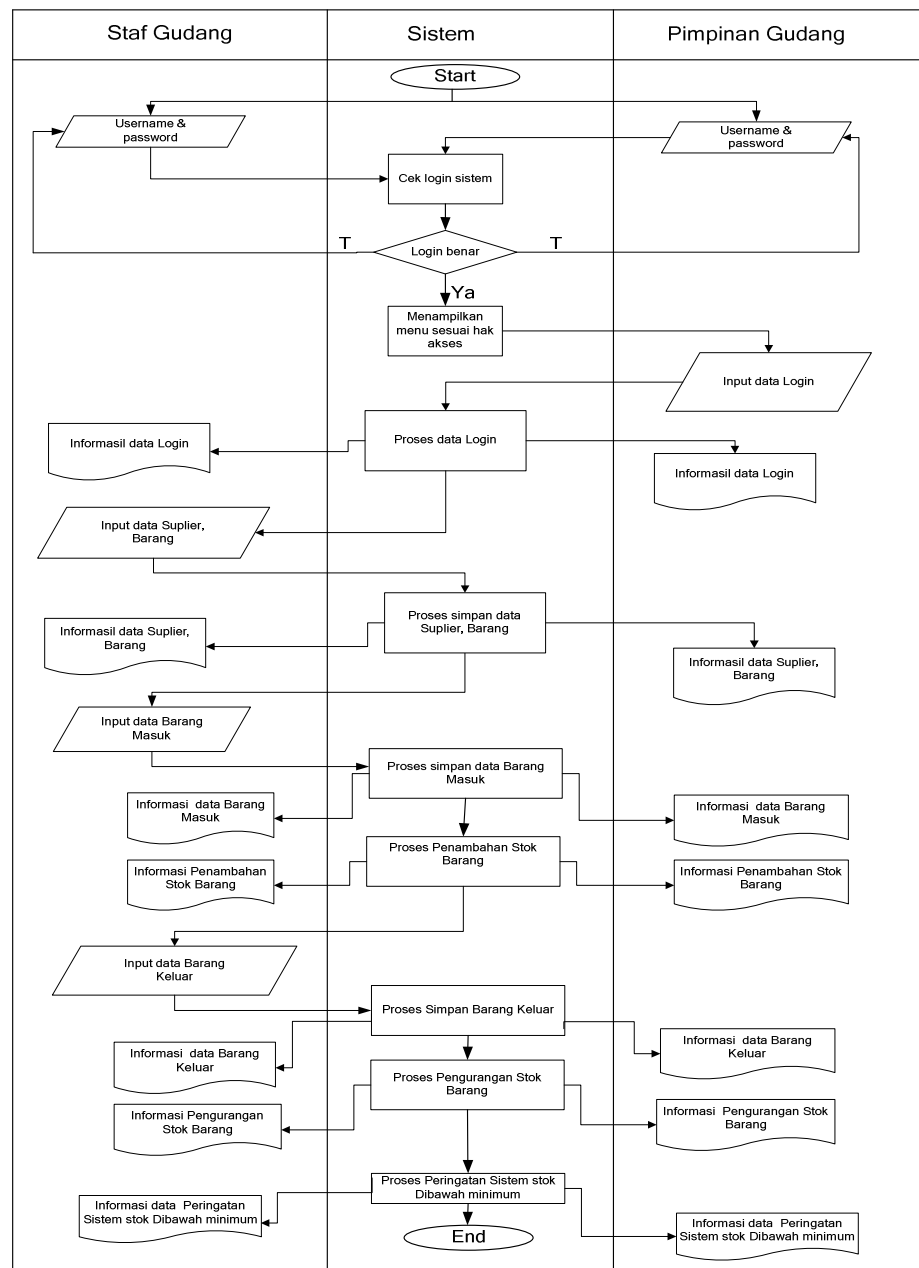 Staf Gudang
Sistem
Pimpinan Gudang
Start
Username &
password
Username &
password
Cek login sistem
T
Login benar
T
Ya
Menampilkan
menu sesuai hak
akses
Input data Login
Proses data Login
Informasil data Login
Informasil data Login
Input data Suplier,
Barang
Proses simpan data
Suplier, Barang
Informasil data Suplier,
Barang
Informasil data Suplier,
Barang
Input data Barang
Masuk
Proses simpan data Barang
Masuk
Informasi data Barang
Masuk
Informasi data Barang
Masuk
Proses Penambahan Stok
Barang
Informasi Penambahan
Stok Barang
Informasi Penambahan Stok
Barang
Input data Barang
Keluar
Proses Simpan Barang Keluar
Informasi data Barang
Keluar
Informasi data Barang
Keluar
Proses Pengurangan Stok
Barang
Informasi Pengurangan
Stok Barang
Informasi Pengurangan Stok
Barang
Proses Peringatan Sistem stok
Dibawah minimum
Informasi data Peringatan
Sistem stok Dibawah minimum
Informasi data Peringatan
Sistem stok Dibawah minimum
End